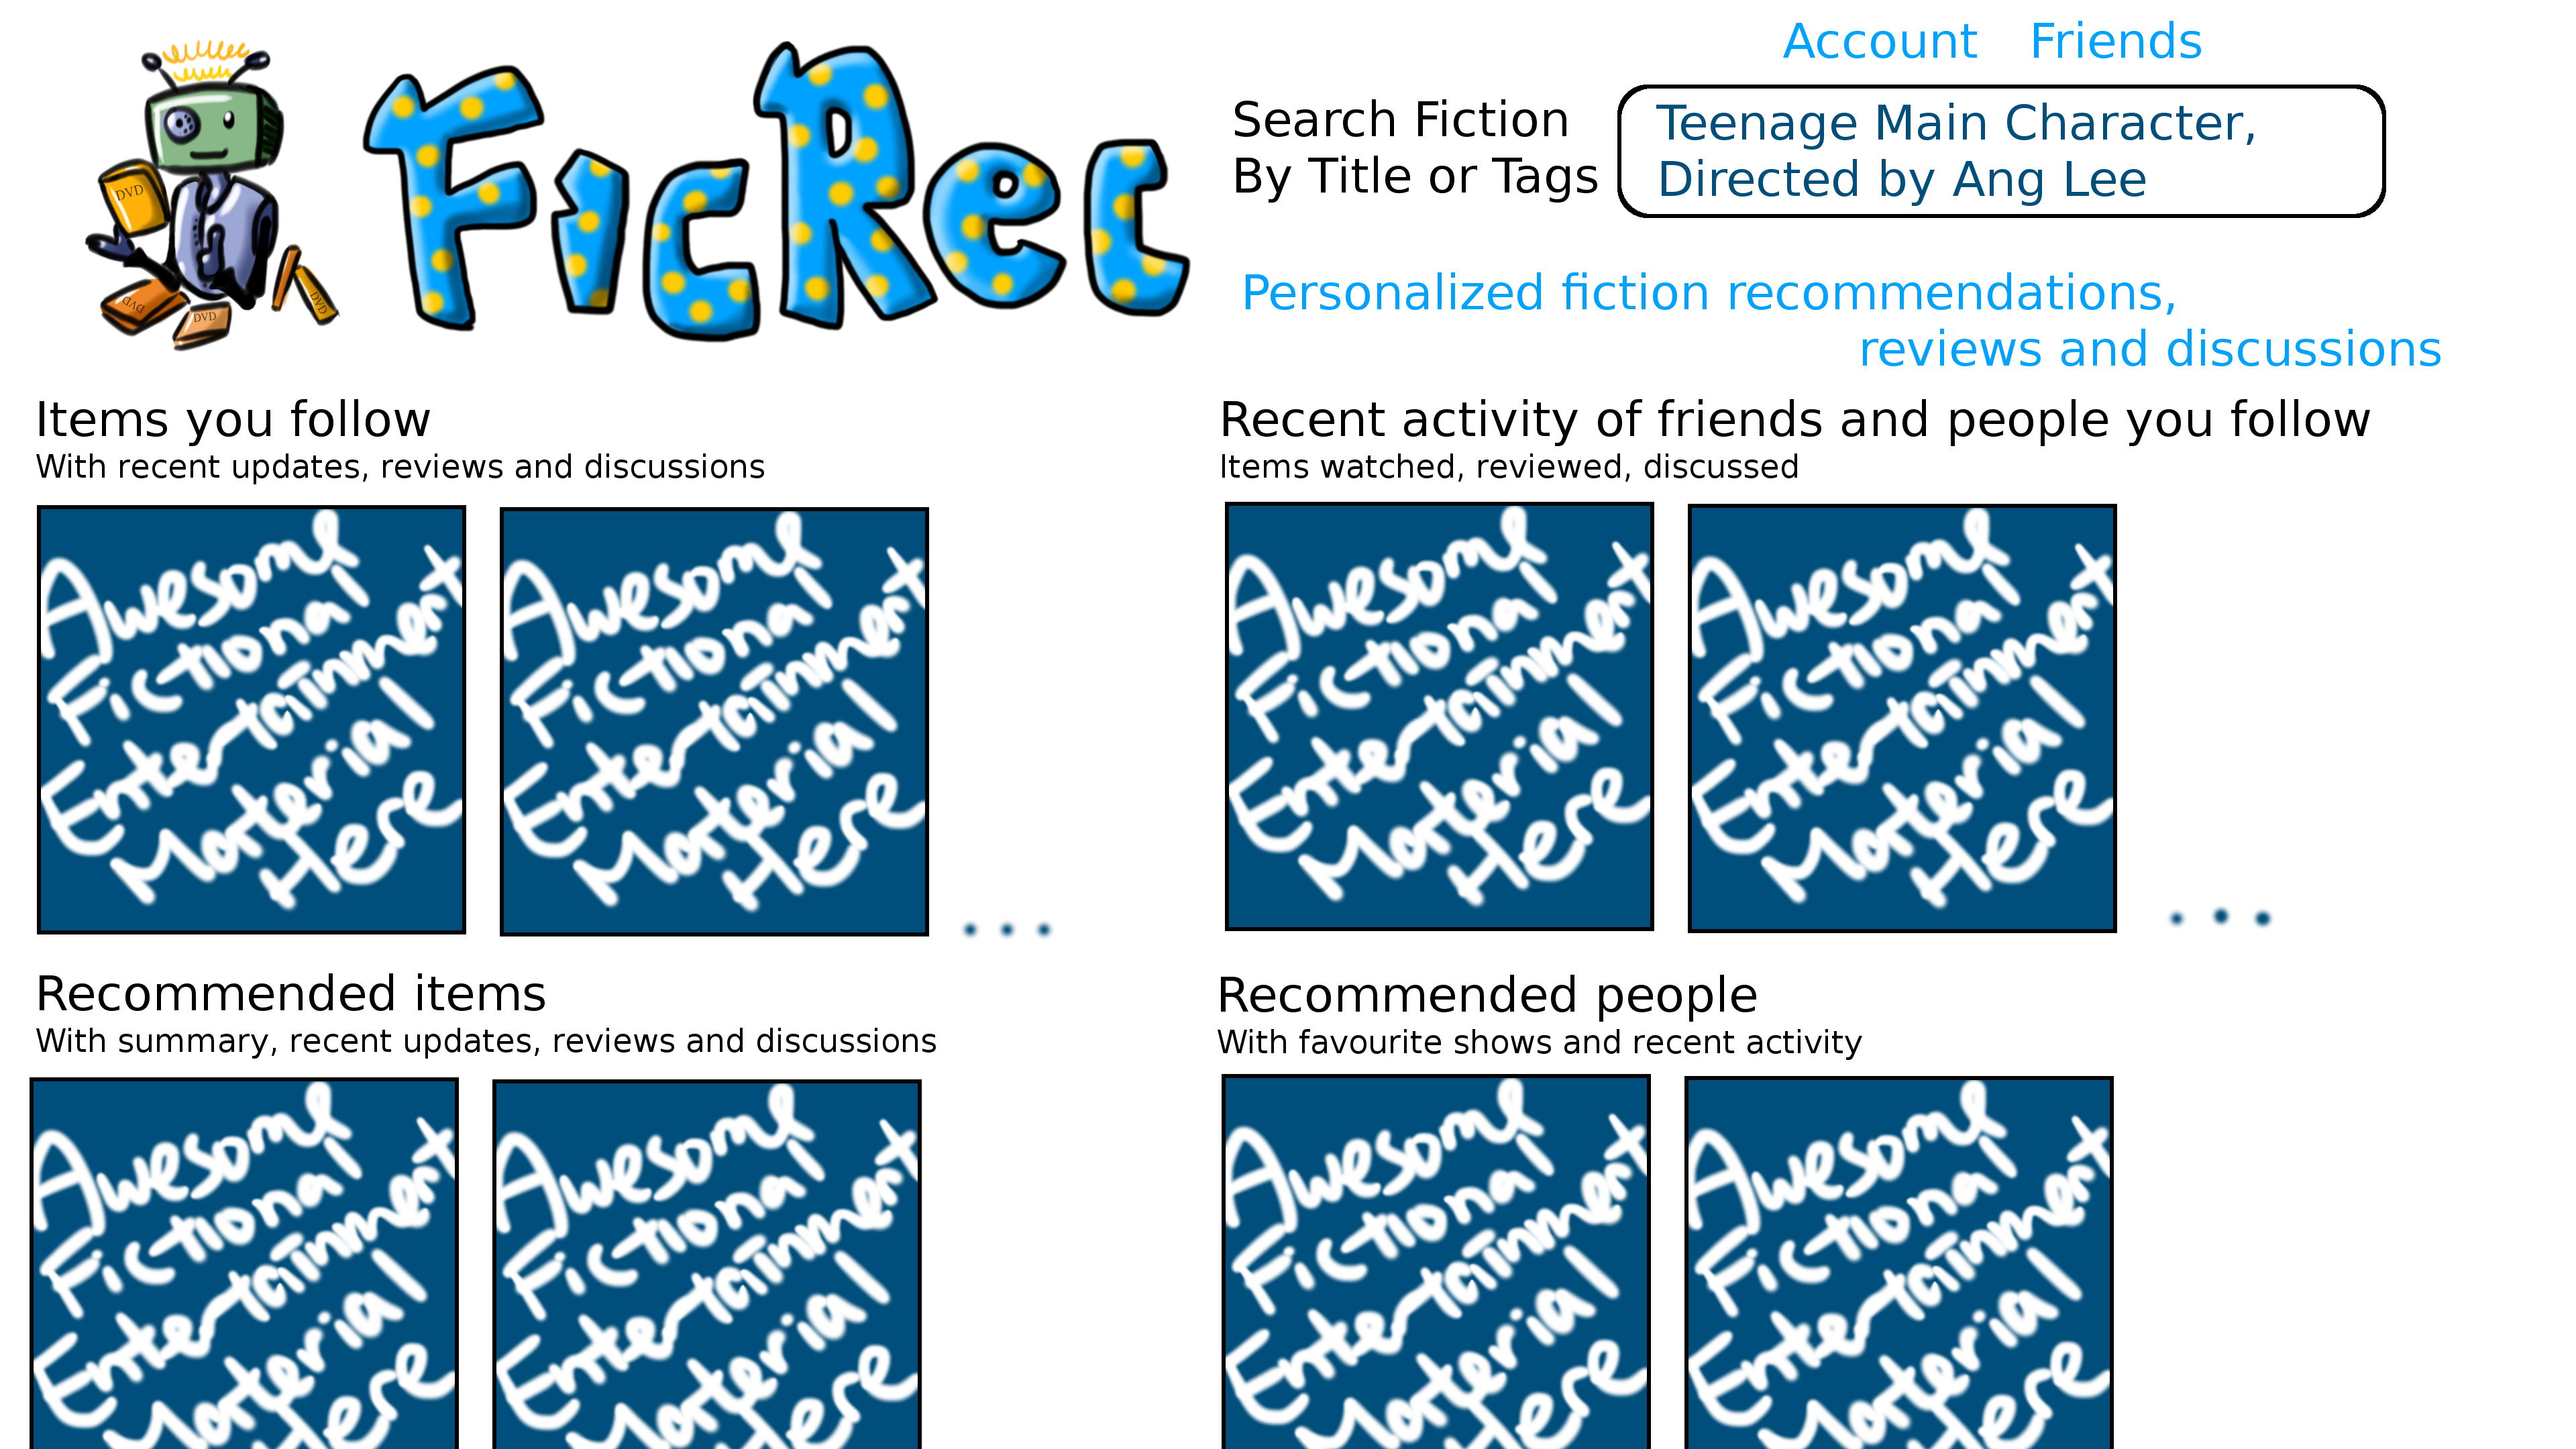 FicRec
DVD
DVD
DVD
DVD
Account Friends
Search Fiction
By Title or Tags
Teenage Main Character,
Directed by Ang Lee
Personalized fiction recommendations,
reviews and discussions
Items you follow
With recent updates, reviews and discussions
Awesome
Fictional
Entertainment
Material
Here
Awesome
Fictional
Entertainment
Material
Here
...
Recent activity of friends and people you follow
Items watched, reviewed, discussed
Awesome
Fictional
Entertainment
Material
Here
Awesome
Fictional
Entertainment
Material
Here
...
Recommended items
With summary, recent updates, reviews and discussions
Awesome
Fictional
Entertainment
Material
Here
Awesome
Fictional
Entertainment
Material
Here
Recommended people
With favourite shows and recent activity
Awesome
Fictional
Entertainment
Material
Here
Awesome
Fictional
Entertainment
Material
Here